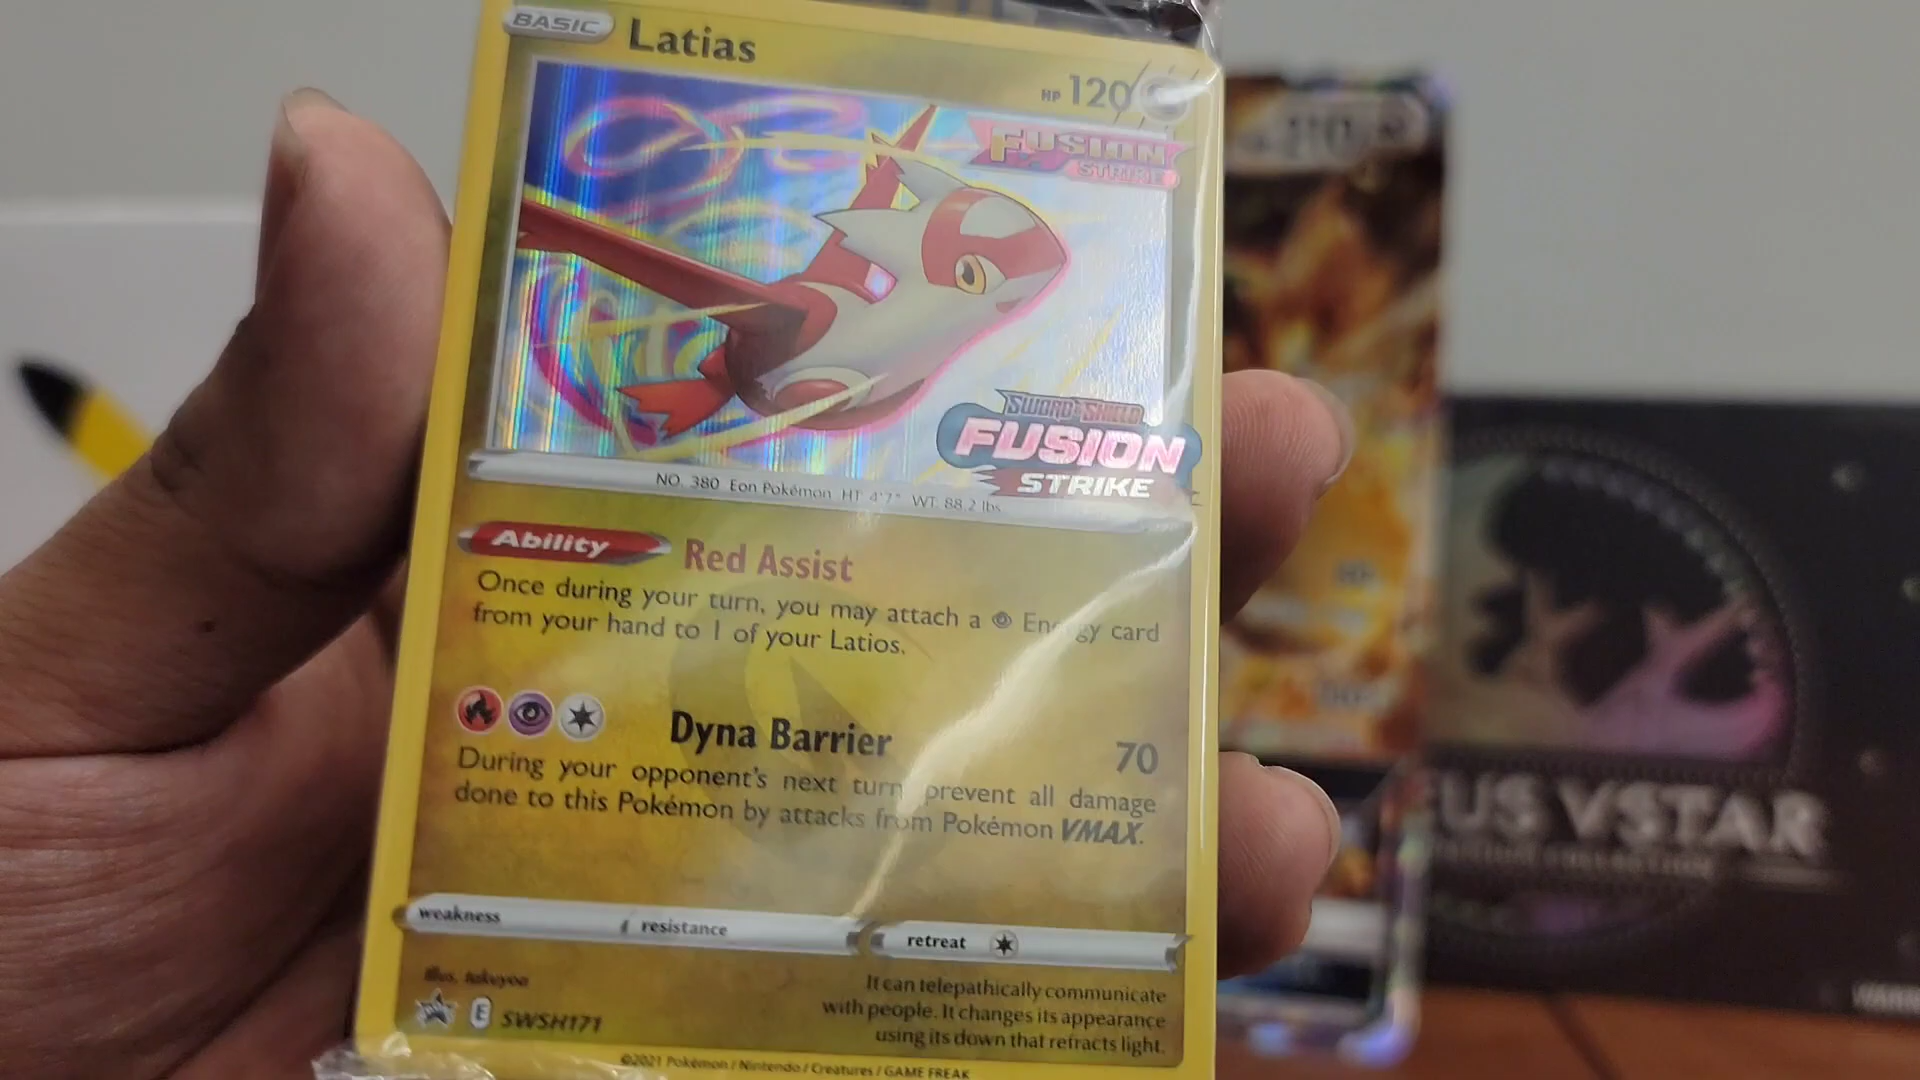 BASIC Latias
HP 120
FUSION
STRIKE
SWORD & SHIELD
FUSION
STRIKE
NO. 380 Eon Pokémon HT 4'7" WT. 88.2 lbs
Ability Red Assist
Once during your turn, you may attach a Energy card
from your hand to 1 of your Latios.
Dyna Barrier 70
During your opponent's next turn, prevent all damage
done to this Pokémon by attacks from Pokémon VMAX.
weakness resistance retreat
Illus. takuyoa
E SWSH171
It can telepathically communicate
with people. It changes its appearance
using its down that refracts light.
©2021 Pokémon / Nintendo / Creatures / GAME FREAK
210
US VSTAR